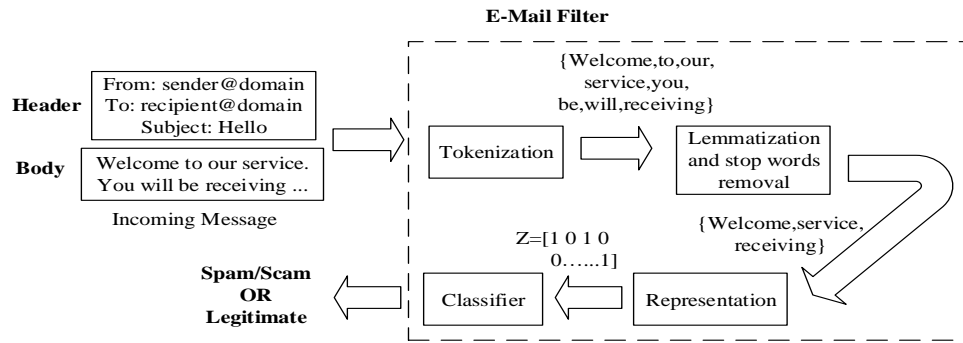 E-Mail Filter
Header
From: sender@domain
To: recipient@domain
Subject: Hello
Body
Welcome to our service.
You will be receiving ...
Incoming Message
Tokenization
{Welcome,to,our,
service,you,
be,will,receiving}
Lemmatization
and stop words
removal
{Welcome,service,
receiving}
Representation
Z=[1 0 1 0
0…...1]
Classifier
Spam/Scam
OR
Legitimate